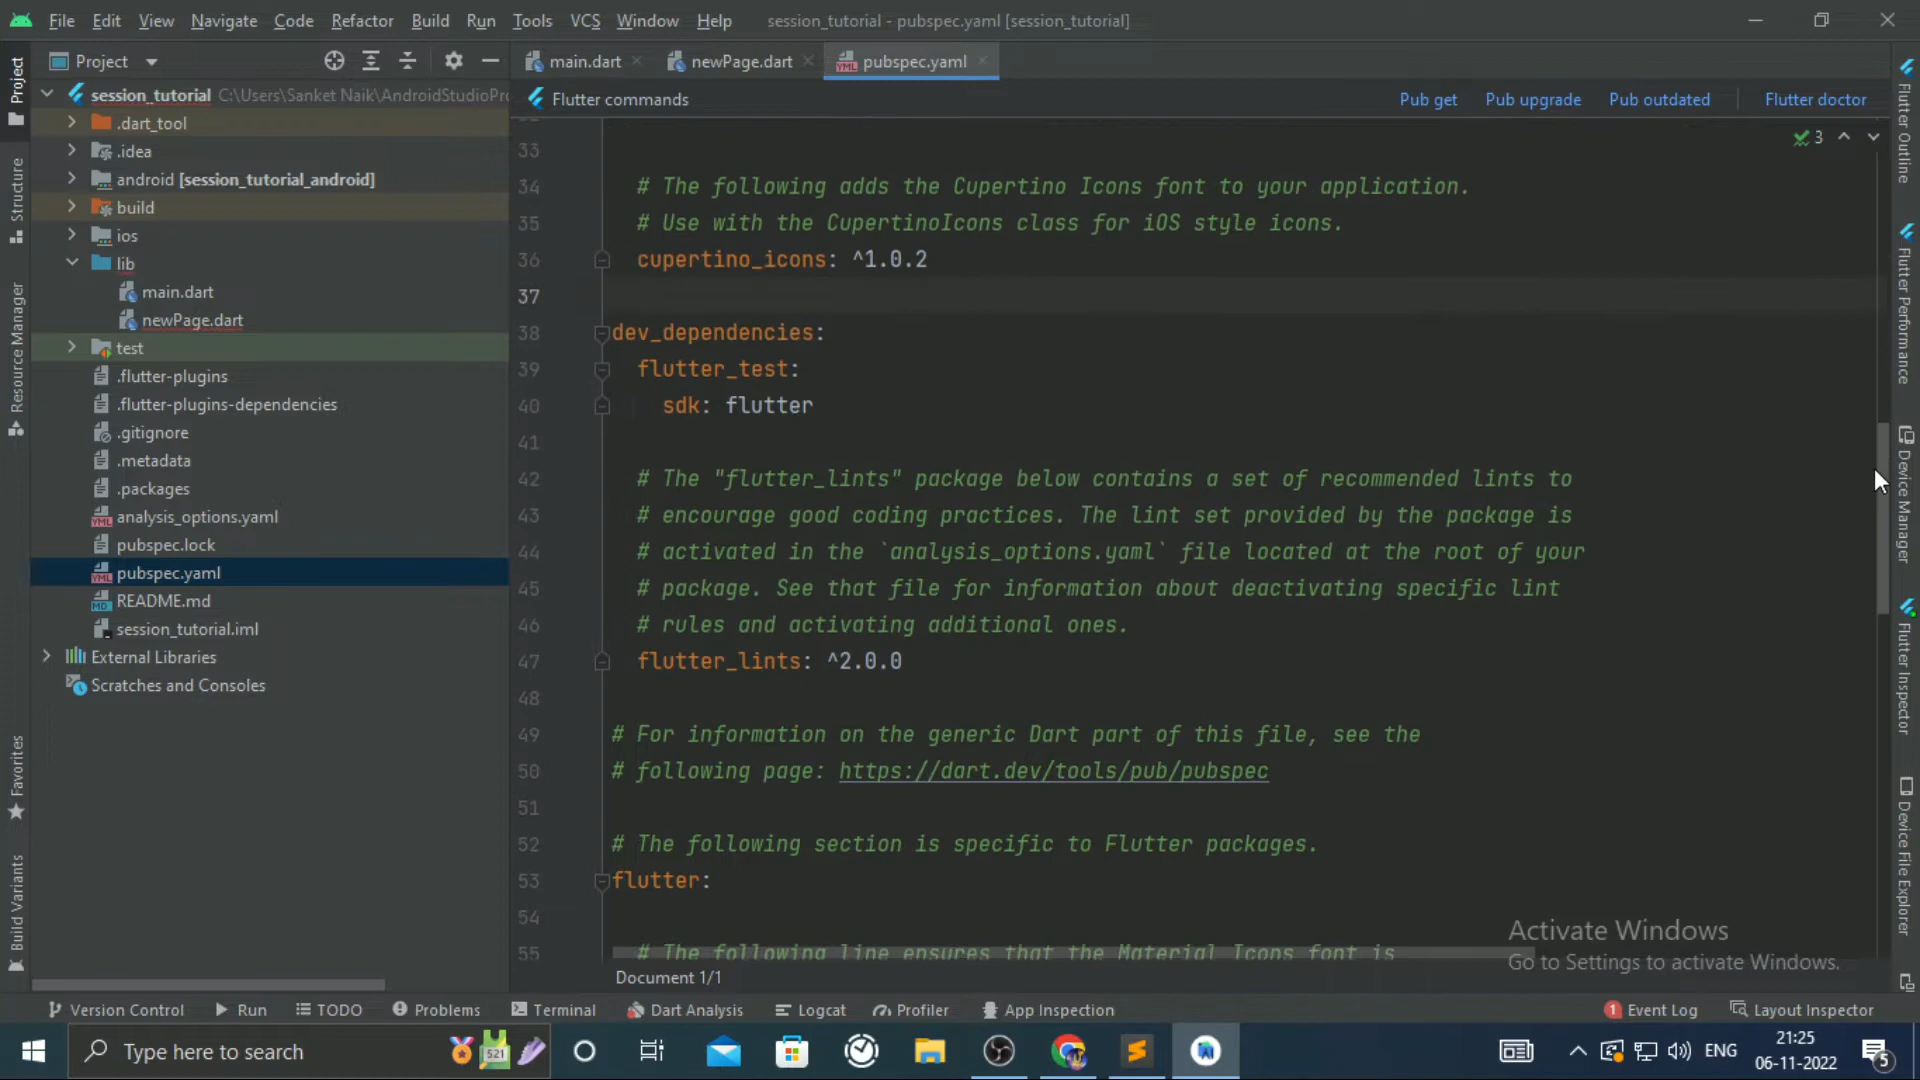 File Edit View Navigate Code Refactor Build Run Tools VCS Window Help session_tutorial - pubspec.yaml [session_tutorial]
Project
main.dart newPage.dart pubspec.yaml
session_tutorial C:\Users\Sanket Naik\AndroidStudioPr
Flutter commands Pub get Pub upgrade Pub outdated Flutter doctor
.dart_tool
.idea
android [session_tutorial_android]
build
ios
lib
main.dart
newPage.dart
test
.flutter-plugins
.flutter-plugins-dependencies
.gitignore
.metadata
.packages
analysis_options.yaml
pubspec.lock
pubspec.yaml
README.md
session_tutorial.iml
External Libraries
Scratches and Consoles
Project
Structure
Resource Manager
Favorites
Build Variants
3
33
34 # The following adds the Cupertino Icons font to your application.
35 # Use with the CupertinoIcons class for iOS style icons.
36 cupertino_icons: ^1.0.2
37
38 dev_dependencies:
39 flutter_test:
40 sdk: flutter
41
42 # The "flutter_lints" package below contains a set of recommended lints to
43 # encourage good coding practices. The lint set provided by the package is
44 # activated in the `analysis_options.yaml` file located at the root of your
45 # package. See that file for information about deactivating specific lint
46 # rules and activating additional ones.
47 flutter_lints: ^2.0.0
48
49 # For information on the generic Dart part of this file, see the
50 # following page: https://dart.dev/tools/pub/pubspec
51
52 # The following section is specific to Flutter packages.
53 flutter:
54
55 # The following line ensures that the Material Icons font is
Document 1/1
Activate Windows
Go to Settings to activate Windows.
Flutter Outline
Flutter Performance
Device Manager
Flutter Inspector
Device File Explorer
Version Control Run TODO Problems Terminal Dart Analysis Logcat Profiler App Inspection 1 Event Log Layout Inspector
Type here to search 521 ENG 21:25
06-11-2022 5